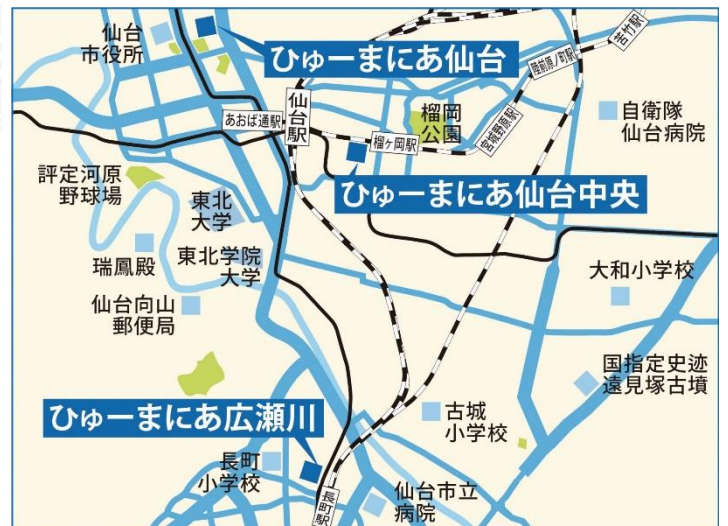 仙台
市役所
ひゅーまにあ仙台
苦竹駅
陸前原ノ町駅
あおば通駅
仙台駅
榴岡
公園
宮城野原駅
自衛隊
仙台病院
榴ヶ岡駅
評定河原
野球場
東北
大学
ひゅーまにあ仙台中央
瑞鳳殿
東北学院
大学
大和小学校
仙台向山
郵便局
国指定史跡
遠見塚古墳
ひゅーまにあ広瀬川
古城
小学校
長町
小学校
長町駅
仙台市立
病院